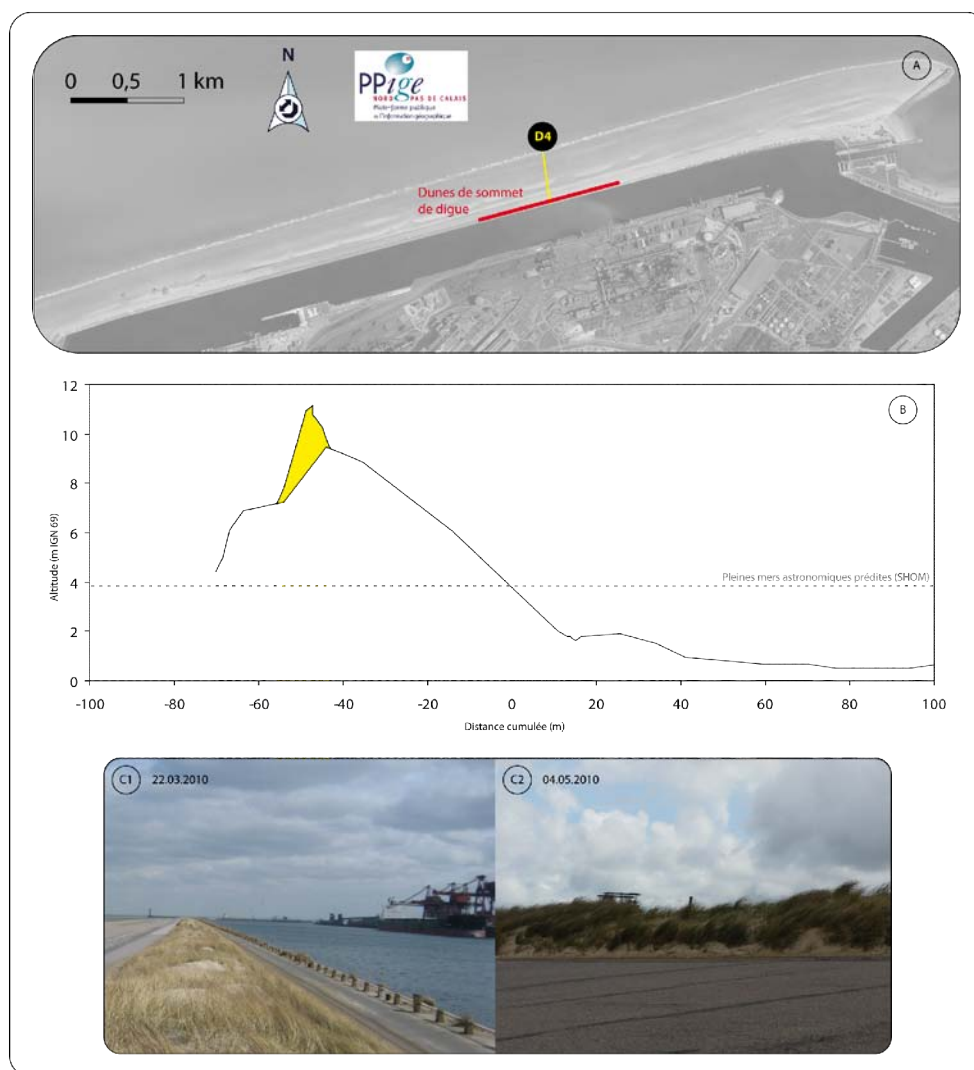 A
0 0,5 1 km
N
PPige
NORD PAS DE CALAIS
Plate-forme publique
de l'information géographique
D4
Dunes de sommet
de digue
B
12
10
8
6
4
2
0
Altitude (m IGN 69)
Pleines mers astronomiques prédites (SHOM)
-100 -80 -60 -40 -20 0 20 40 60 80 100
Distance cumulée (m)
C1 22.03.2010
C2 04.05.2010